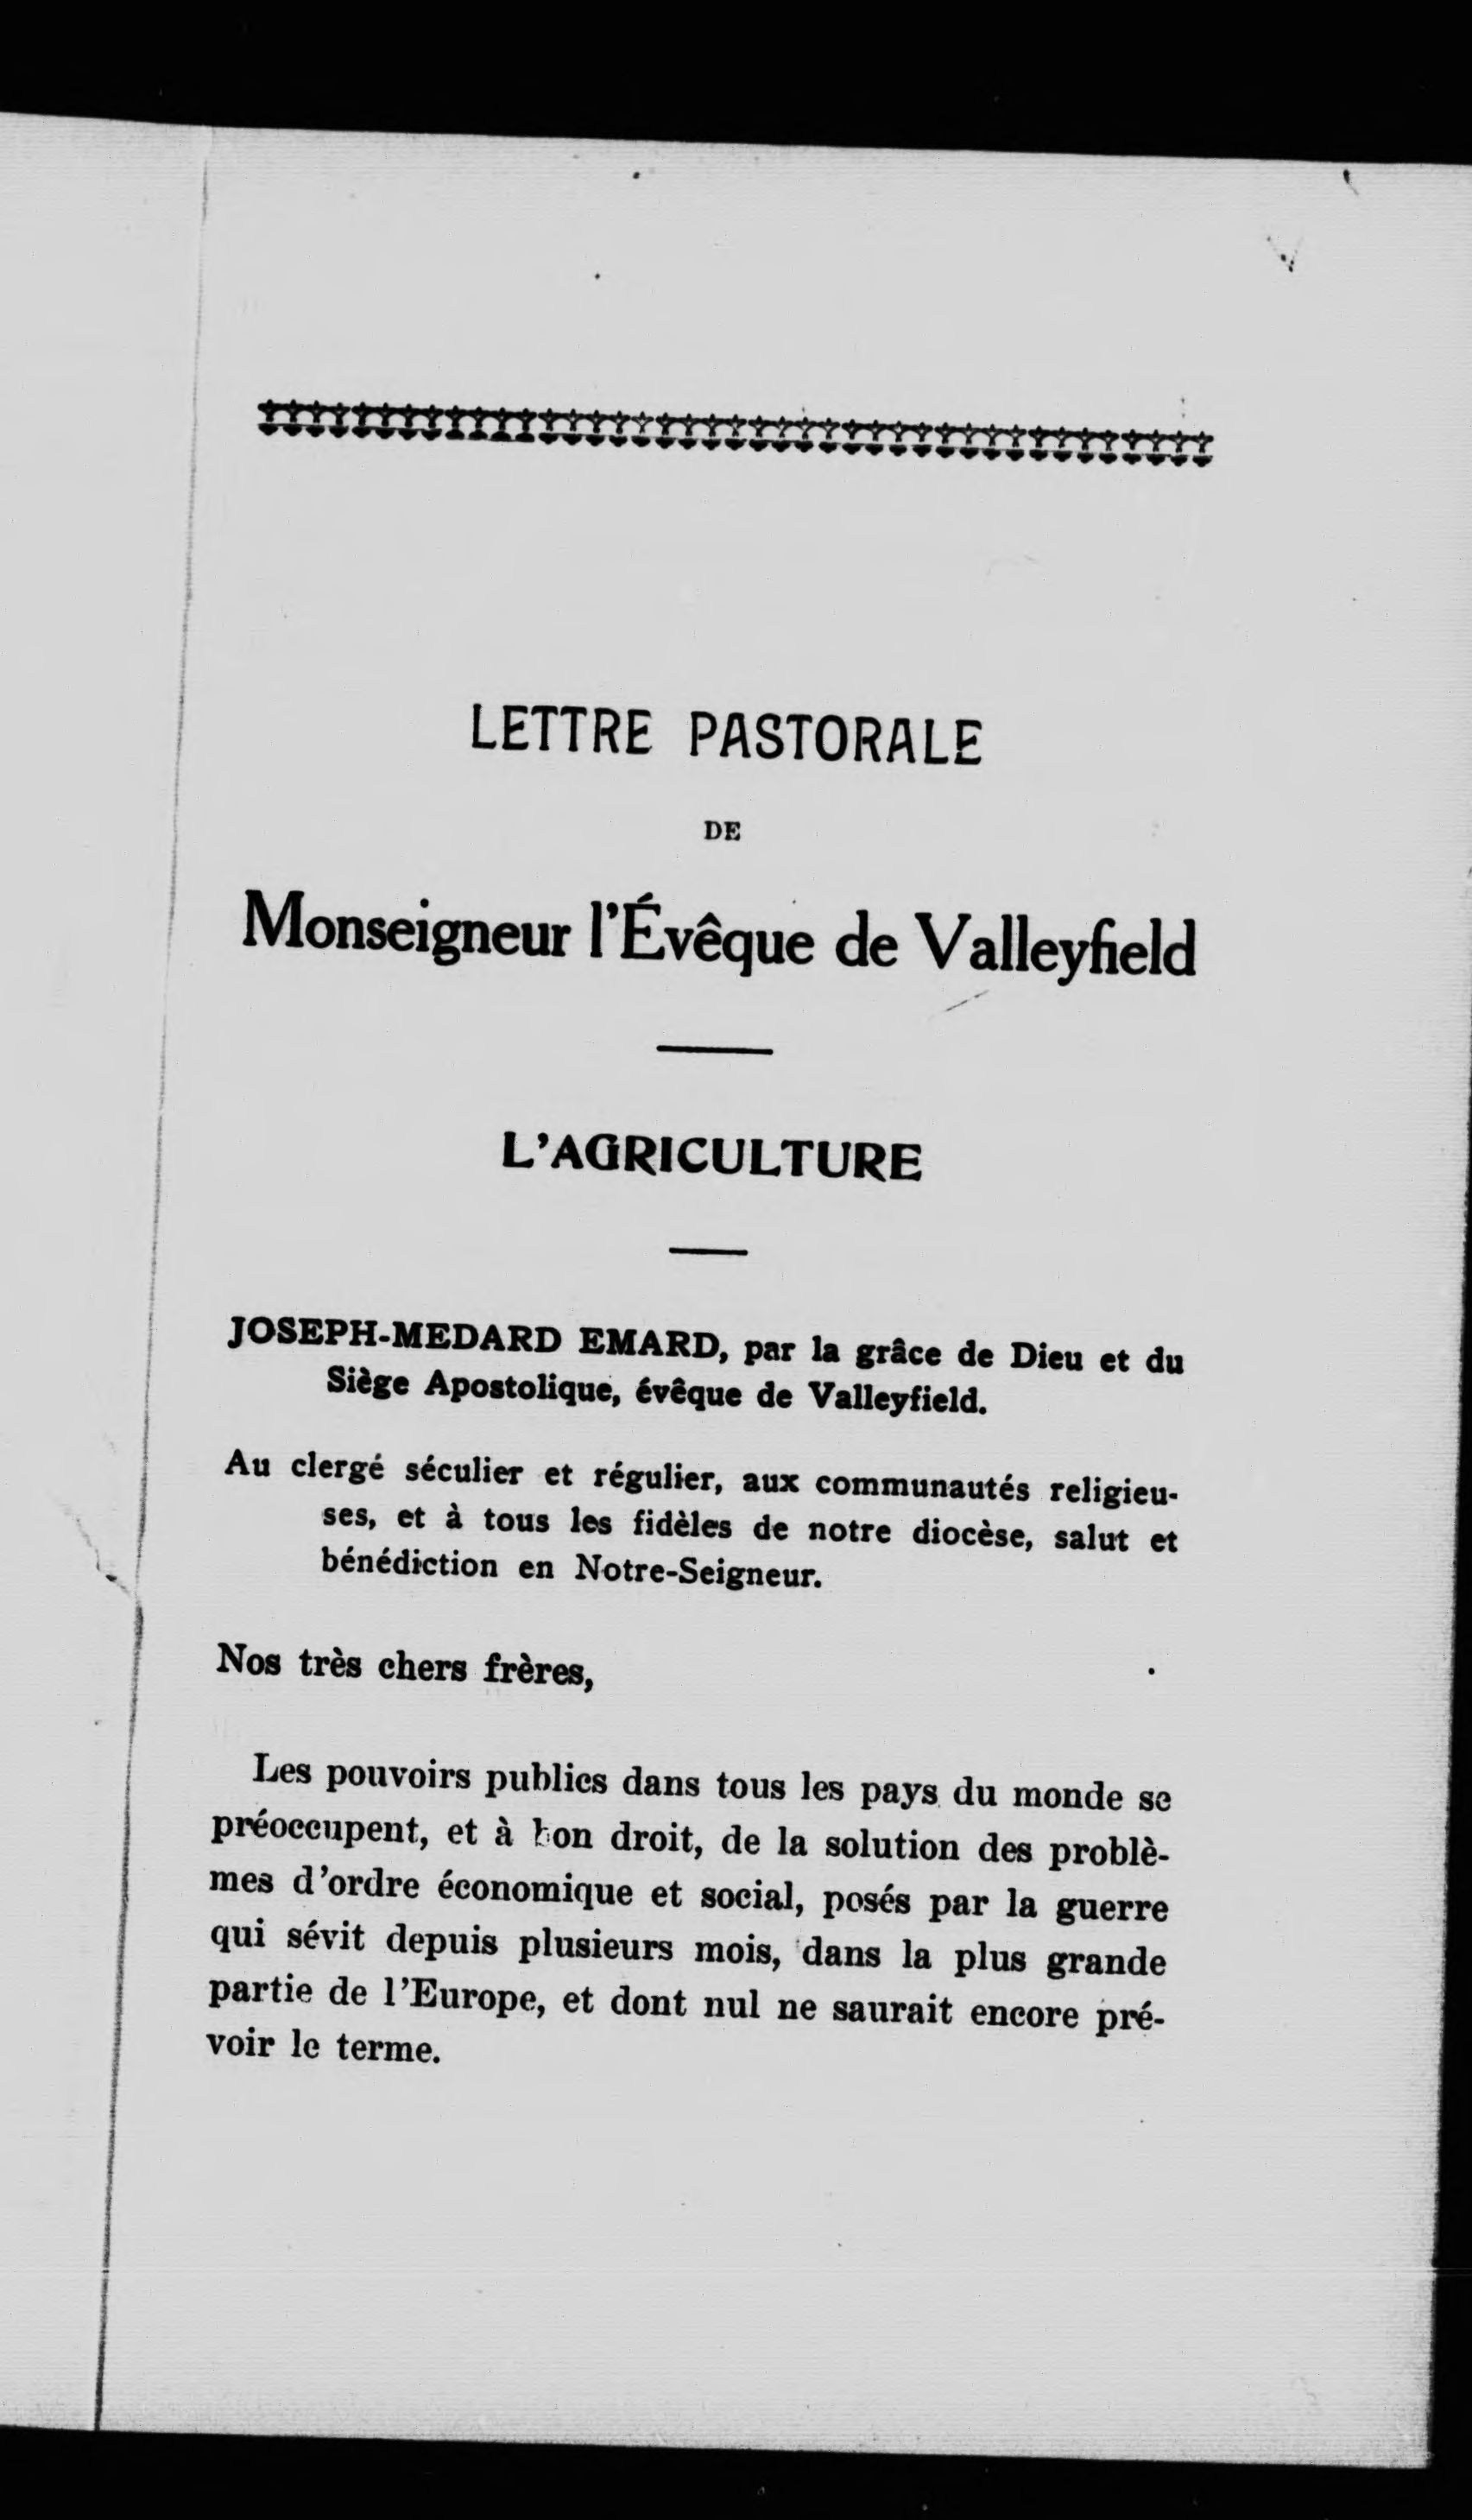 LETTRE PASTORALE
DE
Monseigneur l'Évêque de Valleyfield
L'AGRICULTURE
JOSEPH-MEDARD EMARD, par la grâce de Dieu et du
Siège Apostolique, évêque de Valleyfield.
Au clergé séculier et régulier, aux communautés religieu-
ses, et à tous les fidèles de notre diocèse, salut et
bénédiction en Notre-Seigneur.
Nos très chers frères,
Les pouvoirs publics dans tous les pays du monde se
préoccupent, et à bon droit, de la solution des problè-
mes d'ordre économique et social, posés par la guerre
qui sévit depuis plusieurs mois, dans la plus grande
partie de l'Europe, et dont nul ne saurait encore pré-
voir le terme.